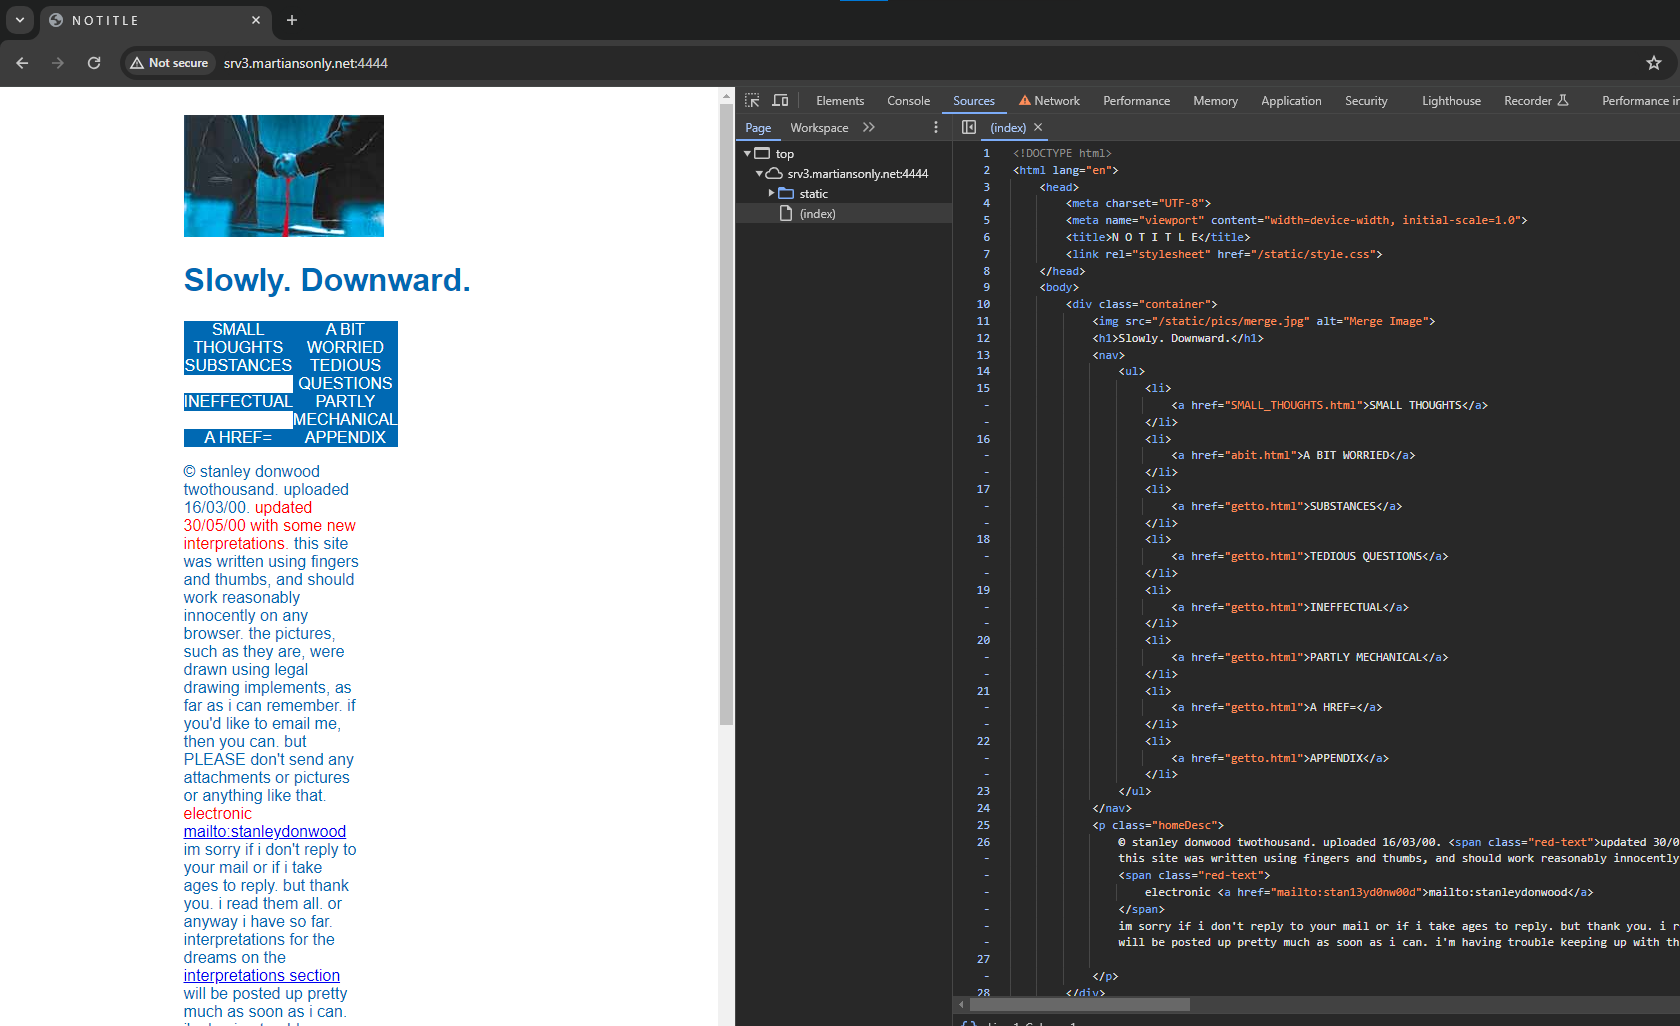 N O T I T L E
Not secure
srv3.martiansonly.net:4444
Slowly. Downward.
SMALL THOUGHTS
A BIT WORRIED
SUBSTANCES
TEDIOUS QUESTIONS
INEFFECTUAL
PARTLY MECHANICAL
A HREF=
APPENDIX
© stanley donwood
twothousand. uploaded
16/03/00. updated
30/05/00 with some new
interpretations. this site
was written using fingers
and thumbs, and should
work reasonably
innocently on any
browser. the pictures,
such as they are, were
drawn using legal
drawing implements, as
far as i can remember. if
you'd like to email me,
then you can. but
PLEASE don't send any
attachments or pictures
or anything like that.
electronic
mailto:stanleydonwood
im sorry if i don't reply to
your mail or if i take
ages to reply. but thank
you. i read them all. or
anyway i have so far.
interpretations for the
dreams on the
interpretations section
will be posted up pretty
much as soon as i can.
Elements Console Sources Network Performance Memory Application Security Lighthouse Recorder Performance in
Page Workspace
(index)
top
srv3.martiansonly.net:4444
static
(index)
1 <!DOCTYPE html>
2 <html lang="en">
3 <head>
4 <meta charset="UTF-8">
5 <meta name="viewport" content="width=device-width, initial-scale=1.0">
6 <title>N O T I T L E</title>
7 <link rel="stylesheet" href="/static/style.css">
8 </head>
9 <body>
10 <div class="container">
11 <img src="/static/pics/merge.jpg" alt="Merge Image">
12 <h1>Slowly. Downward.</h1>
13 <nav>
14 <ul>
15 <li>
- <a href="SMALL_THOUGHTS.html">SMALL THOUGHTS</a>
- </li>
16 <li>
- <a href="abit.html">A BIT WORRIED</a>
- </li>
17 <li>
- <a href="getto.html">SUBSTANCES</a>
- </li>
18 <li>
- <a href="getto.html">TEDIOUS QUESTIONS</a>
- </li>
19 <li>
- <a href="getto.html">INEFFECTUAL</a>
- </li>
20 <li>
- <a href="getto.html">PARTLY MECHANICAL</a>
- </li>
21 <li>
- <a href="getto.html">A HREF=</a>
- </li>
22 <li>
- <a href="getto.html">APPENDIX</a>
- </li>
23 </ul>
24 </nav>
25 <p class="homeDesc">
26 © stanley donwood twothousand. uploaded 16/03/00. <span class="red-text">updated 30/0
- this site was written using fingers and thumbs, and should work reasonably innocently
- <span class="red-text">
- electronic <a href="mailto:stan13yd0nw00d">mailto:stanleydonwood</a>
- </span>
- im sorry if i don't reply to your mail or if i take ages to reply. but thank you. i r
- will be posted up pretty much as soon as i can. i'm having trouble keeping up with th
27
- </p>
28 </div>